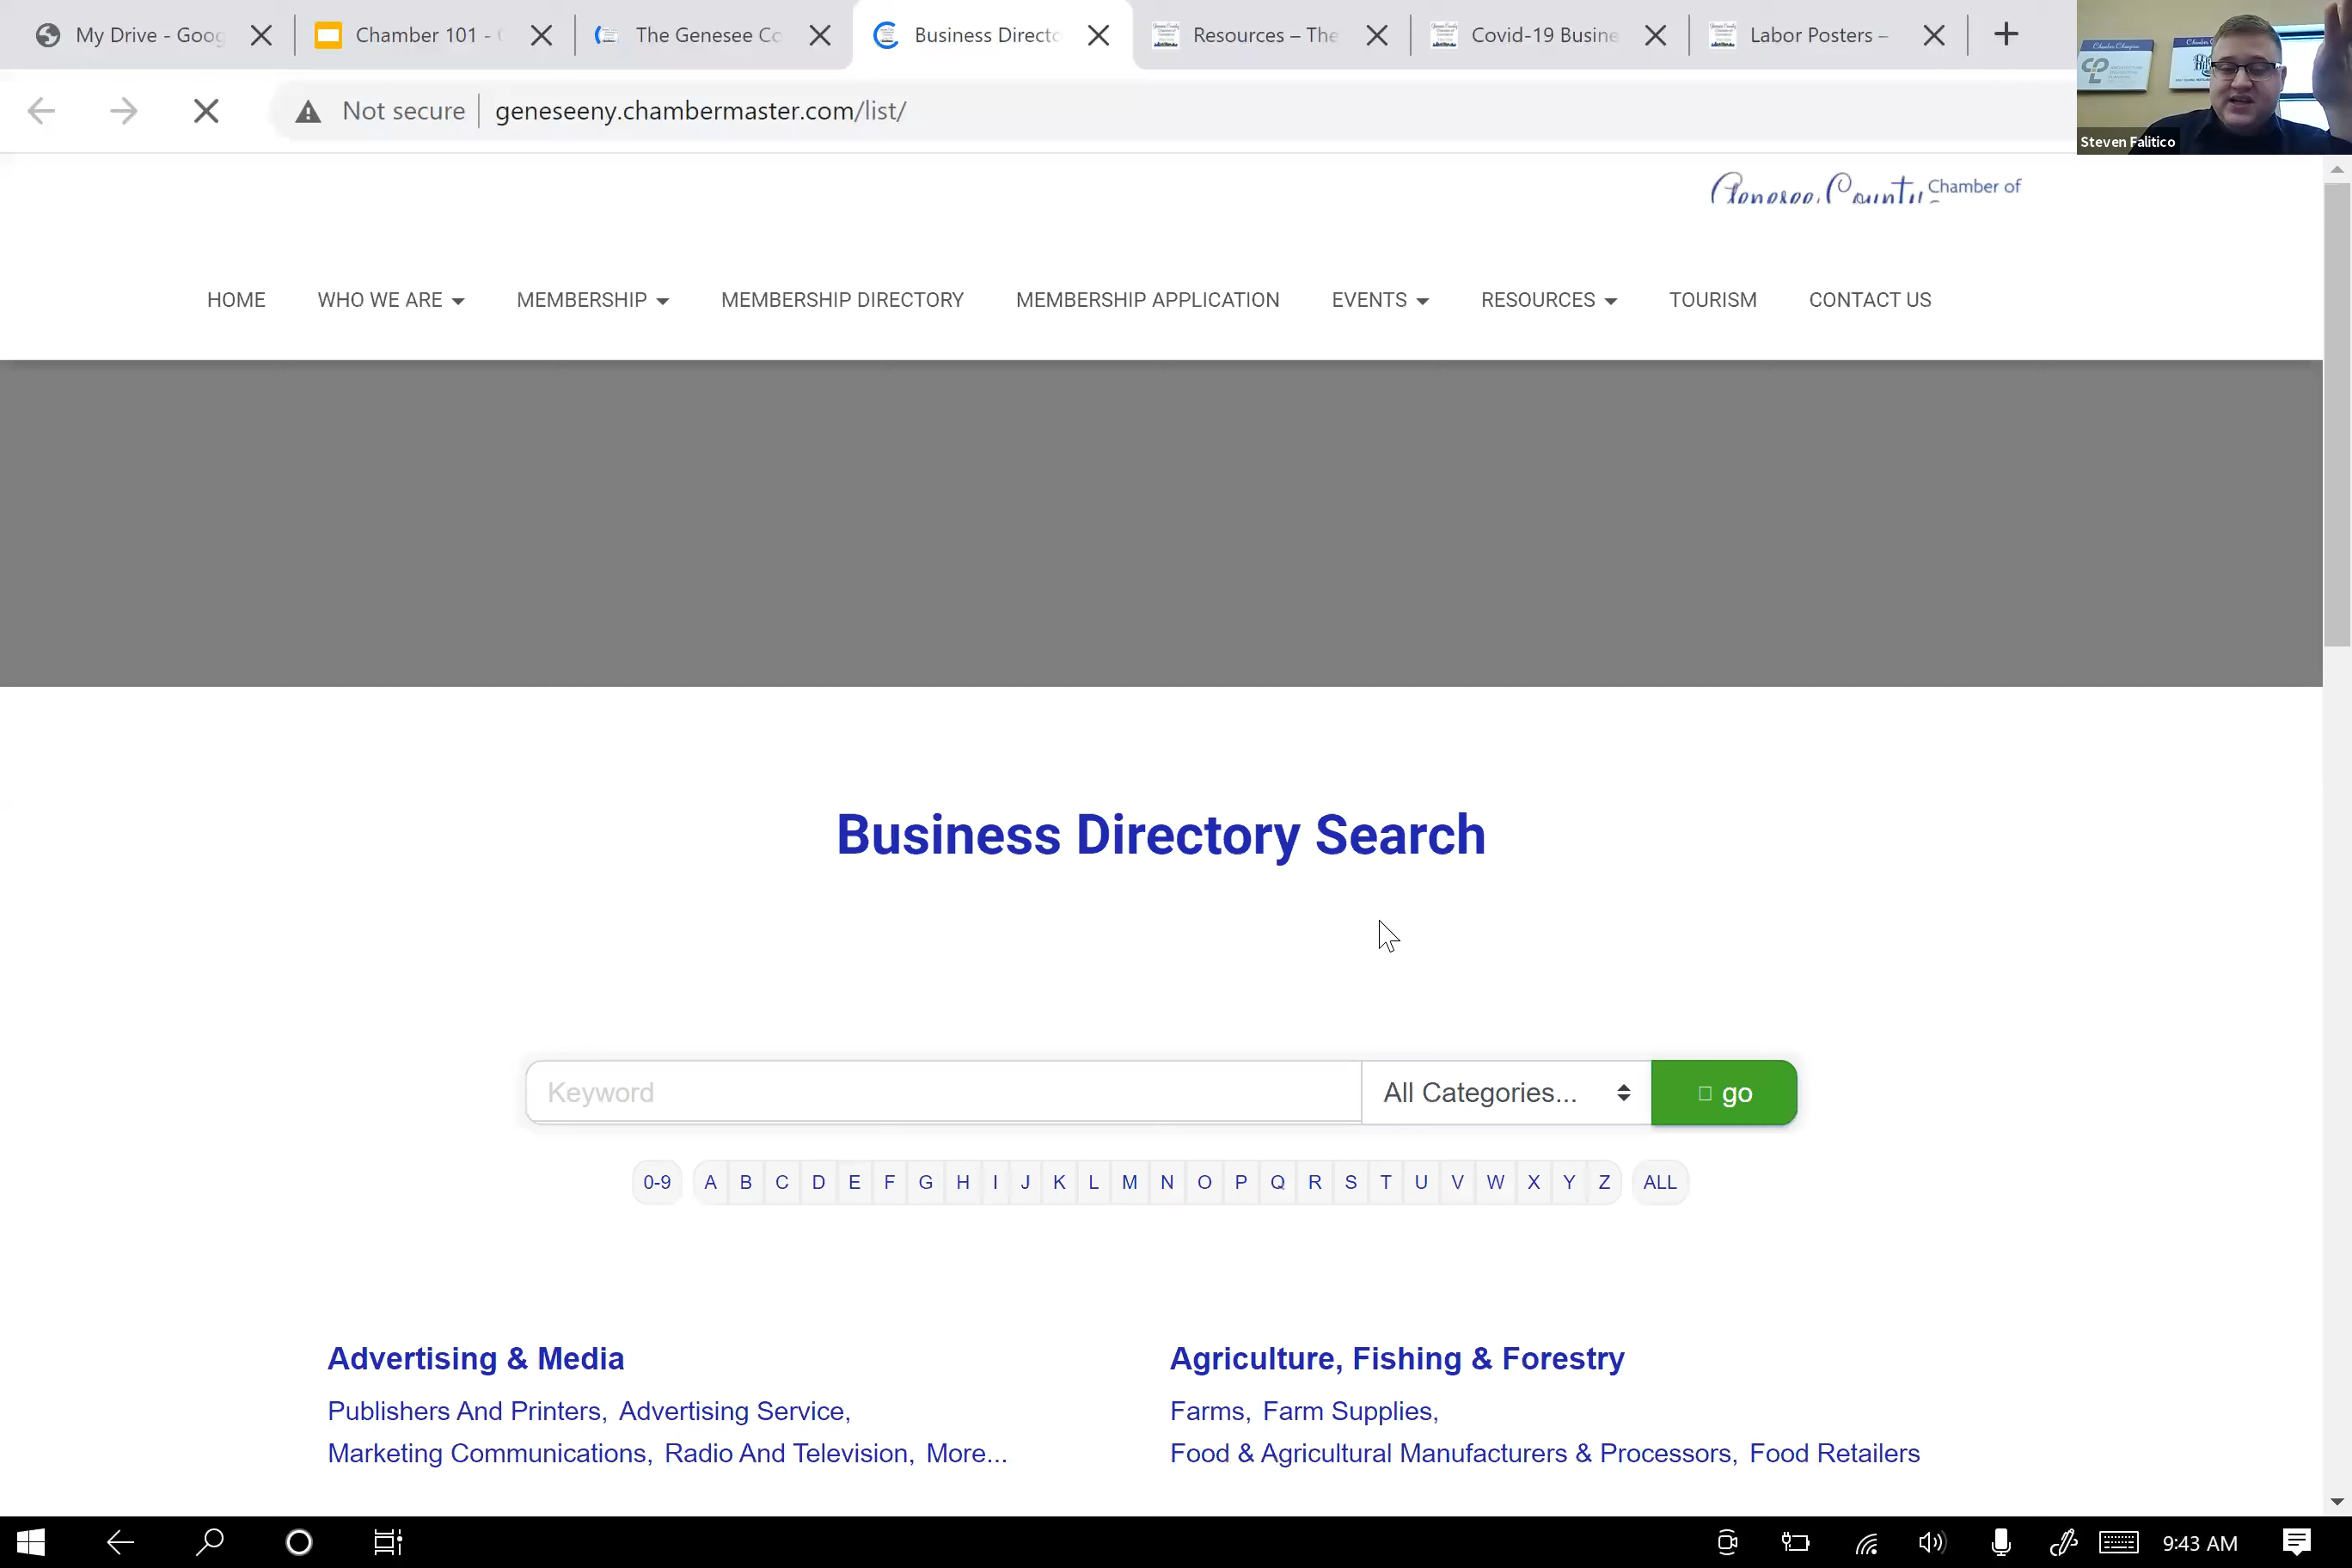 My Drive - Goog
Chamber 101 -
The Genesee Co
Business Directo
Resources – The
Covid-19 Busine
Labor Posters –
Not secure
geneseeny.chambermaster.com/list/
Steven Falitico
Genesee County Chamber of
HOME
WHO WE ARE
MEMBERSHIP
MEMBERSHIP DIRECTORY
MEMBERSHIP APPLICATION
EVENTS
RESOURCES
TOURISM
CONTACT US
Business Directory Search
Keyword
All Categories...
go
0-9 A B C D E F G H I J K L M N O P Q R S T U V W X Y Z ALL
Advertising & Media
Publishers And Printers, Advertising Service,
Marketing Communications, Radio And Television, More...
Agriculture, Fishing & Forestry
Farms, Farm Supplies,
Food & Agricultural Manufacturers & Processors, Food Retailers
9:43 AM